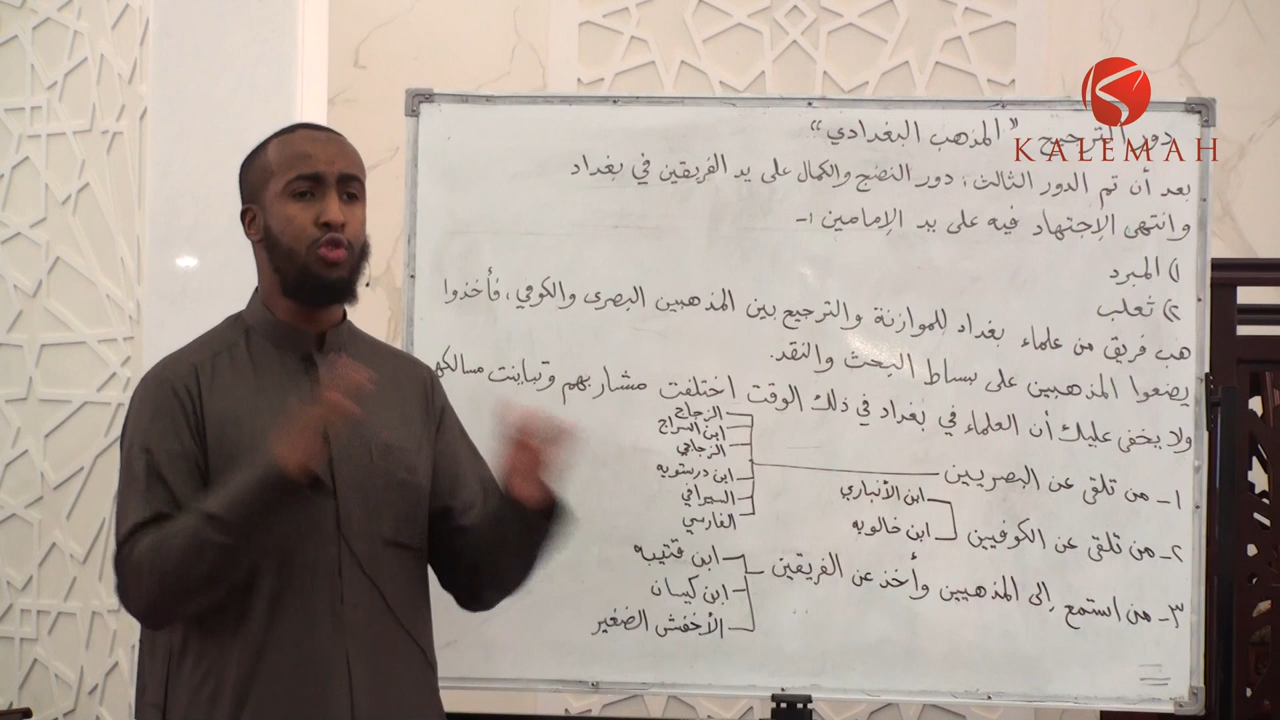 KALEMAH
دور الترجيح "المذهب البغدادي"
بعد أن تم الدور الثالث: دور النضج والكمال على يد الفريقين في بغداد
وانتهى الإجتهاد فيه على يد الإمامين :-
١) المبرد
٢) ثعلب
هب فريق من علماء بغداد للموازنة والترجيح بين المذهبين البصرى والكوفي، فأخذوا
يضعوا المذهبين على بساط البحث والنقد.
ولا يخفى عليك أن العلماء في بغداد في ذلك الوقت اختلفت مشاربهم وتباينت مسالكهم
١- من تلقى عن البصريين
الزجاج
ابن السراج
الزجاجي
ابن درستويه
السيرافي
الفارسي
٢- من تلقى عن الكوفيين
ابن الأنباري
ابن خالويه
٣- من استمع إلى المذهبين وأخذ عن الفريقين
ابن قتيبه
ابن كيسان
الأخفش الصغير